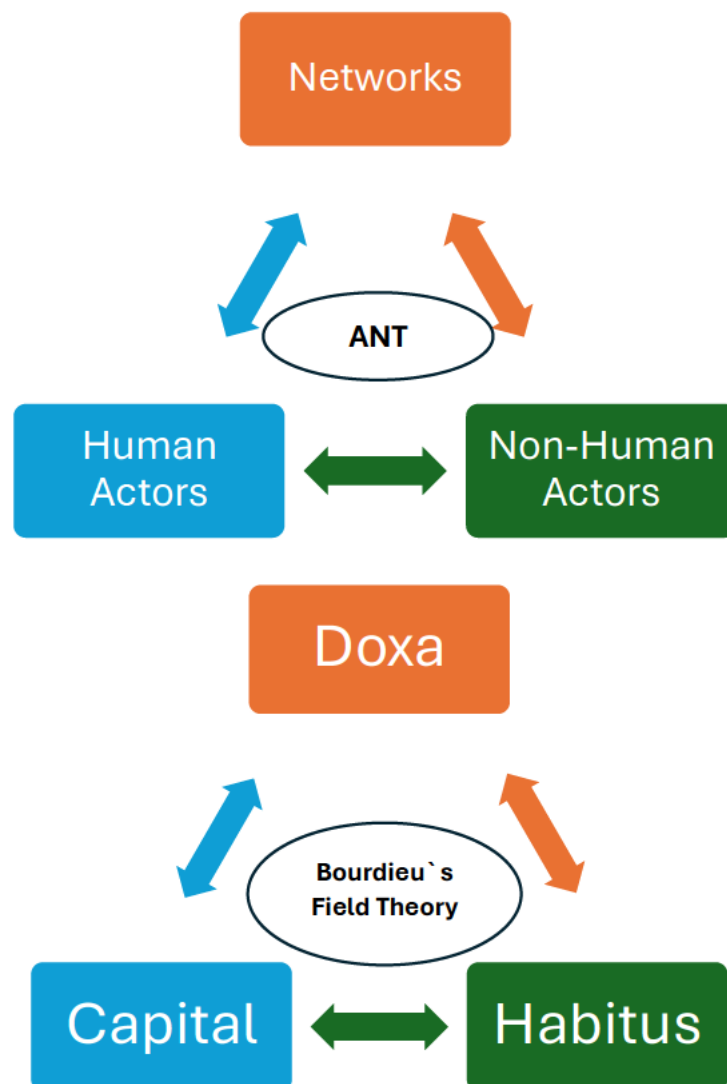 Networks
ANT
Human
Actors
Non-Human
Actors
Doxa
Bourdieu`s
Field Theory
Capital
Habitus